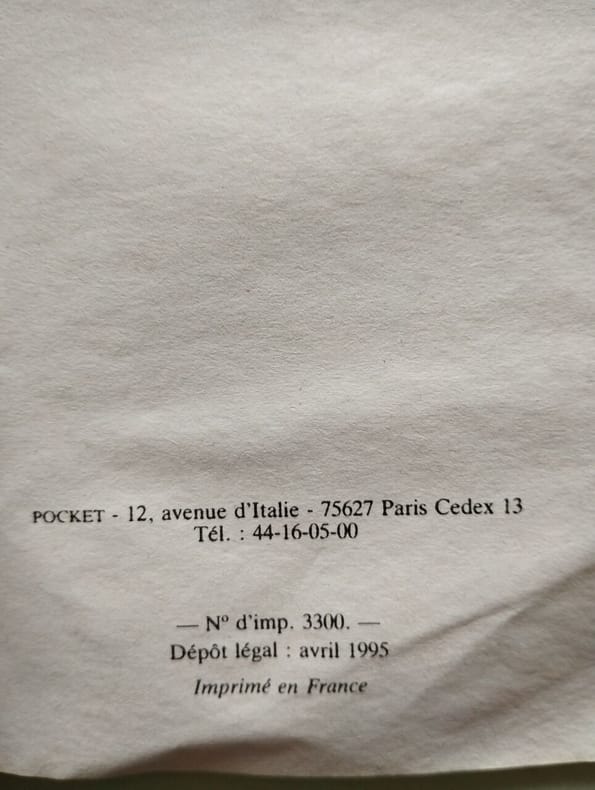 POCKET - 12, avenue d'Italie - 75627 Paris Cedex 13
Tél. : 44-16-05-00
— Nº d'imp. 3300. —
Dépôt légal : avril 1995
Imprimé en France